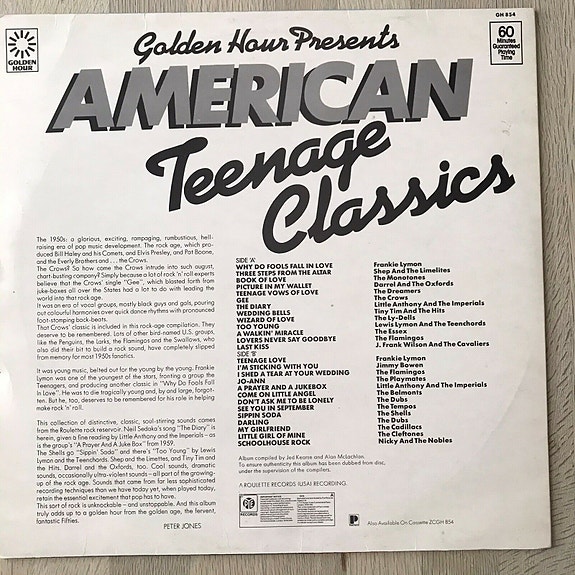 GOLDEN
HOUR
Golden Hour Presents
GH 854
60
Minutes
Guaranteed
Playing
Time
AMERICAN
Teenage
Classics
The 1950s: a glorious, exciting, rampaging, rumbustious, hell-
raising era of pop music development. The rock age, which pro-
duced Bill Haley and his Comets, and Elvis Presley, and Pat Boone,
and the Everly Brothers and . . . the Crows.
The Crows? So how come the Crows intrude into such august,
chart-busting company? Simply because a lot of rock 'n' roll experts
believe that the Crows' single "Gee", which blasted forth from
juke-boxes all over the States had a lot to do with leading the
world into that rock age.
It was an era of vocal groups, mostly black guys and gals, pouring
out colourful harmonies over quick dance rhythms with pronounced
foot-stomping back-beats.
That Crows' classic is included in this rock-age compilation. They
deserve to be remembered. Lots of other bird-named U.S. groups,
like the Penguins, the Larks, the Flamingos and the Swallows, who
also did their bit to build a rock sound, have completely slipped
from memory for most 1950s fanatics.
It was young music, belted out for the young by the young. Frankie
Lymon was one of the youngest of the stars, fronting a group the
Teenagers, and producing another classic in "Why Do Fools Fall
In Love". He was to die tragically young and, by and large, forgot-
ten. But he, too, deserves to be remembered for his role in helping
make rock 'n' roll.
This collection of distinctive, classic, soul-stirring sounds comes
from the Roulette rock reservoir. Neil Sedaka's song "The Diary" is
herein, given a fine reading by Little Anthony and the Imperials – as
is the group's "A Prayer And A Juke Box" from 1959.
The Shells go "Sippin' Soda" and there's "Too Young" by Lewis
Lymon and the Teenchords. Shep and the Limelites, and Tiny Tim and
the Hits. Darrel and the Oxfords, too. Cool sounds, dramatic
sounds, occasionally ultra-violent sounds – all part of the growing-
up of the rock age. Sounds that came from far less sophisticated
recording techniques than we have today yet, when played today,
retain the essential excitement that pop has to have.
This sort of rock is unknockable – and unstoppable. And this album
truly adds up to a golden hour from the golden age, the fervent,
fantastic Fifties.
PETER JONES
SIDE 'A'
WHY DO FOOLS FALL IN LOVE Frankie Lymon
THREE STEPS FROM THE ALTAR Shep And The Limelites
BOOK OF LOVE The Monotones
PICTURE IN MY WALLET Darrel And The Oxfords
TEENAGE VOWS OF LOVE The Dreamers
GEE The Crows
THE DIARY Little Anthony And The Imperials
WEDDING BELLS Tiny Tim And The Hits
WIZARD OF LOVE The Ly-Dells
TOO YOUNG Lewis Lymon And The Teenchords
A WALKIN' MIRACLE The Essex
LOVERS NEVER SAY GOODBYE The Flamingos
LAST KISS J. Frank Wilson And The Cavaliers
SIDE 'B'
TEENAGE LOVE Frankie Lymon
I'M STICKING WITH YOU Jimmy Bowen
I SHED A TEAR AT YOUR WEDDING The Flamingos
JO-ANN The Playmates
A PRAYER AND A JUKEBOX Little Anthony And The Imperials
COME ON LITTLE ANGEL The Belmonts
DON'T ASK ME TO BE LONELY The Dubs
SEE YOU IN SEPTEMBER The Tempos
SIPPIN SODA The Shells
DARLING The Dubs
MY GIRLFRIEND The Cadillacs
LITTLE GIRL OF MINE The Cleftones
SCHOOLHOUSE ROCK Nicky And The Nobles
Album compiled by Jed Kearse and Alan McLachlan.
To ensure authenticity this album has been dubbed from disc,
under the supervision of the compilers.
A ROULETTE RECORDS (USA) RECORDING.
RECORDS
P
Also Available On Cassette ZCGH 854